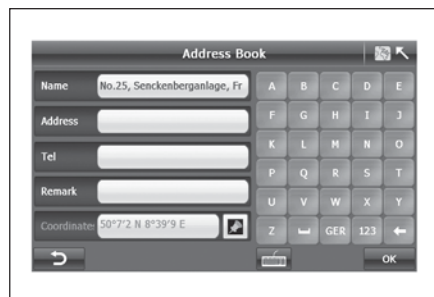 Address Book
Name No.25, Senckenberganlage, Fr
Address
Tel
Remark
Coordinate: 50°7'2 N 8°39'9 E
A B C D E
F G H I J
K L M N O
P Q R S T
U V W X Y
Z GER 123
OK